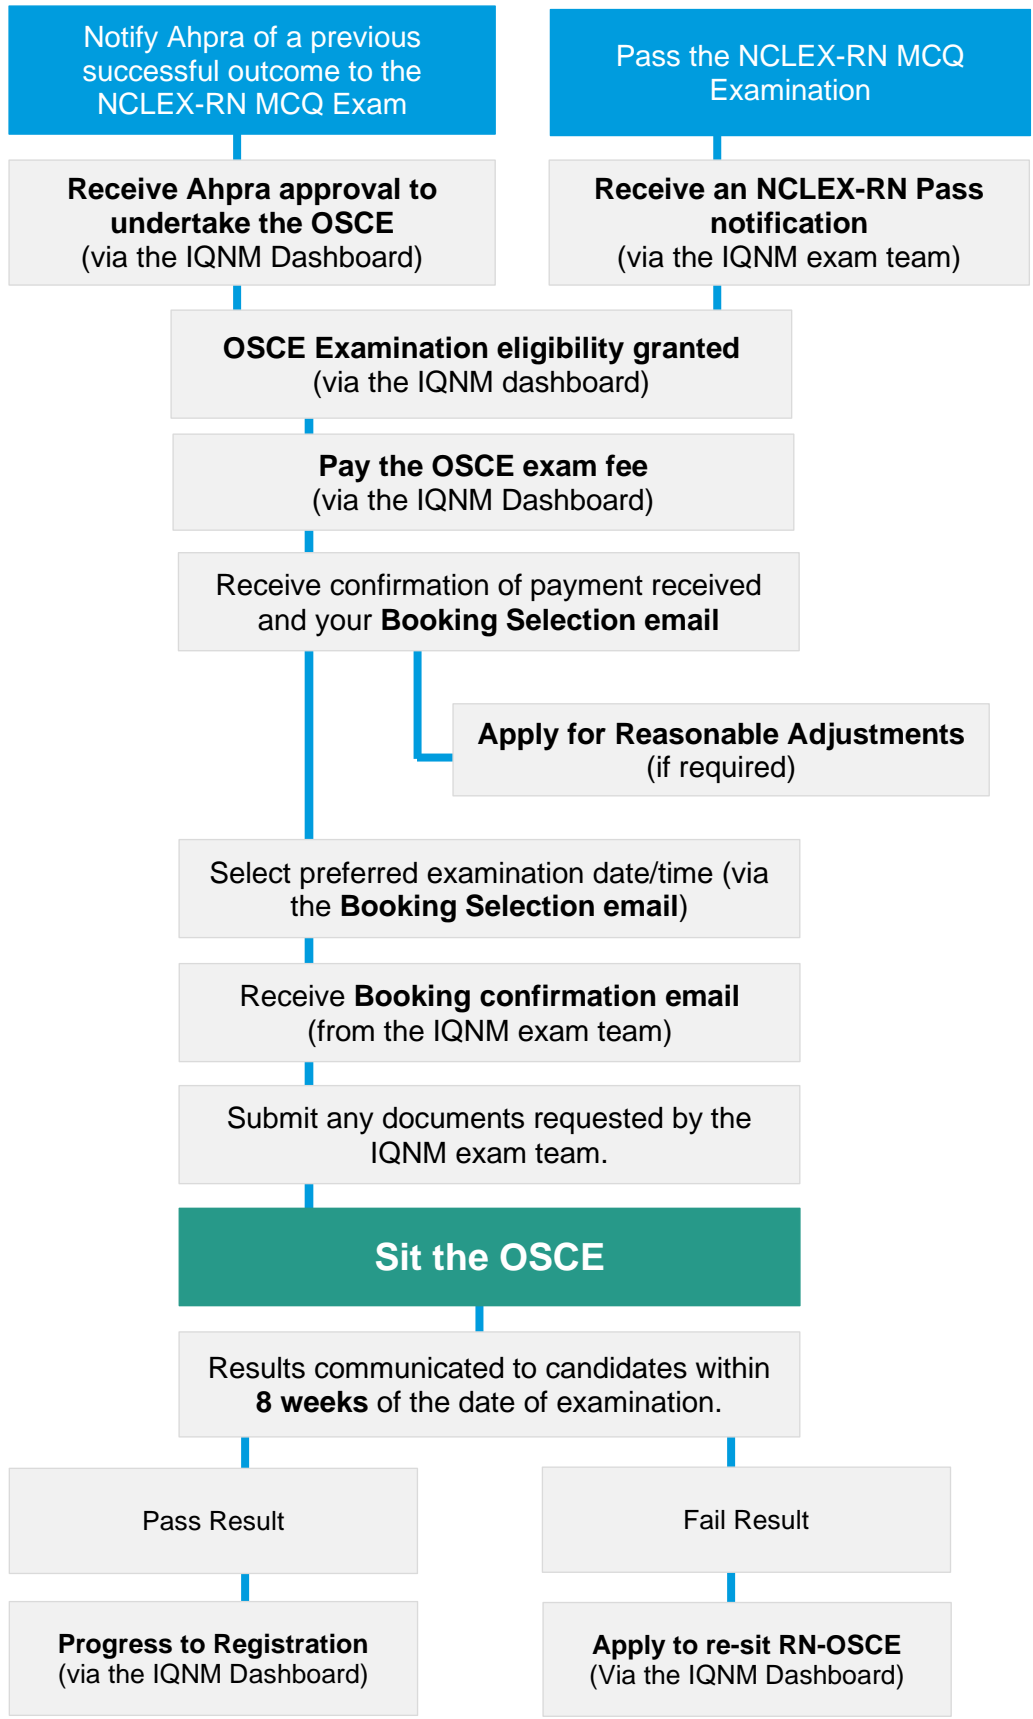 Notify Ahpra of a previous
successful outcome to the
NCLEX-RN MCQ Exam
Pass the NCLEX-RN MCQ
Examination
Receive Ahpra approval to
undertake the OSCE
(via the IQNM Dashboard)
Receive an NCLEX-RN Pass
notification
(via the IQNM exam team)
OSCE Examination eligibility granted
(via the IQNM dashboard)
Pay the OSCE exam fee
(via the IQNM Dashboard)
Receive confirmation of payment received
and your Booking Selection email
Apply for Reasonable Adjustments
(if required)
Select preferred examination date/time (via
the Booking Selection email)
Receive Booking confirmation email
(from the IQNM exam team)
Submit any documents requested by the
IQNM exam team.
Sit the OSCE
Results communicated to candidates within
8 weeks of the date of examination.
Pass Result
Fail Result
Progress to Registration
(via the IQNM Dashboard)
Apply to re-sit RN-OSCE
(Via the IQNM Dashboard)